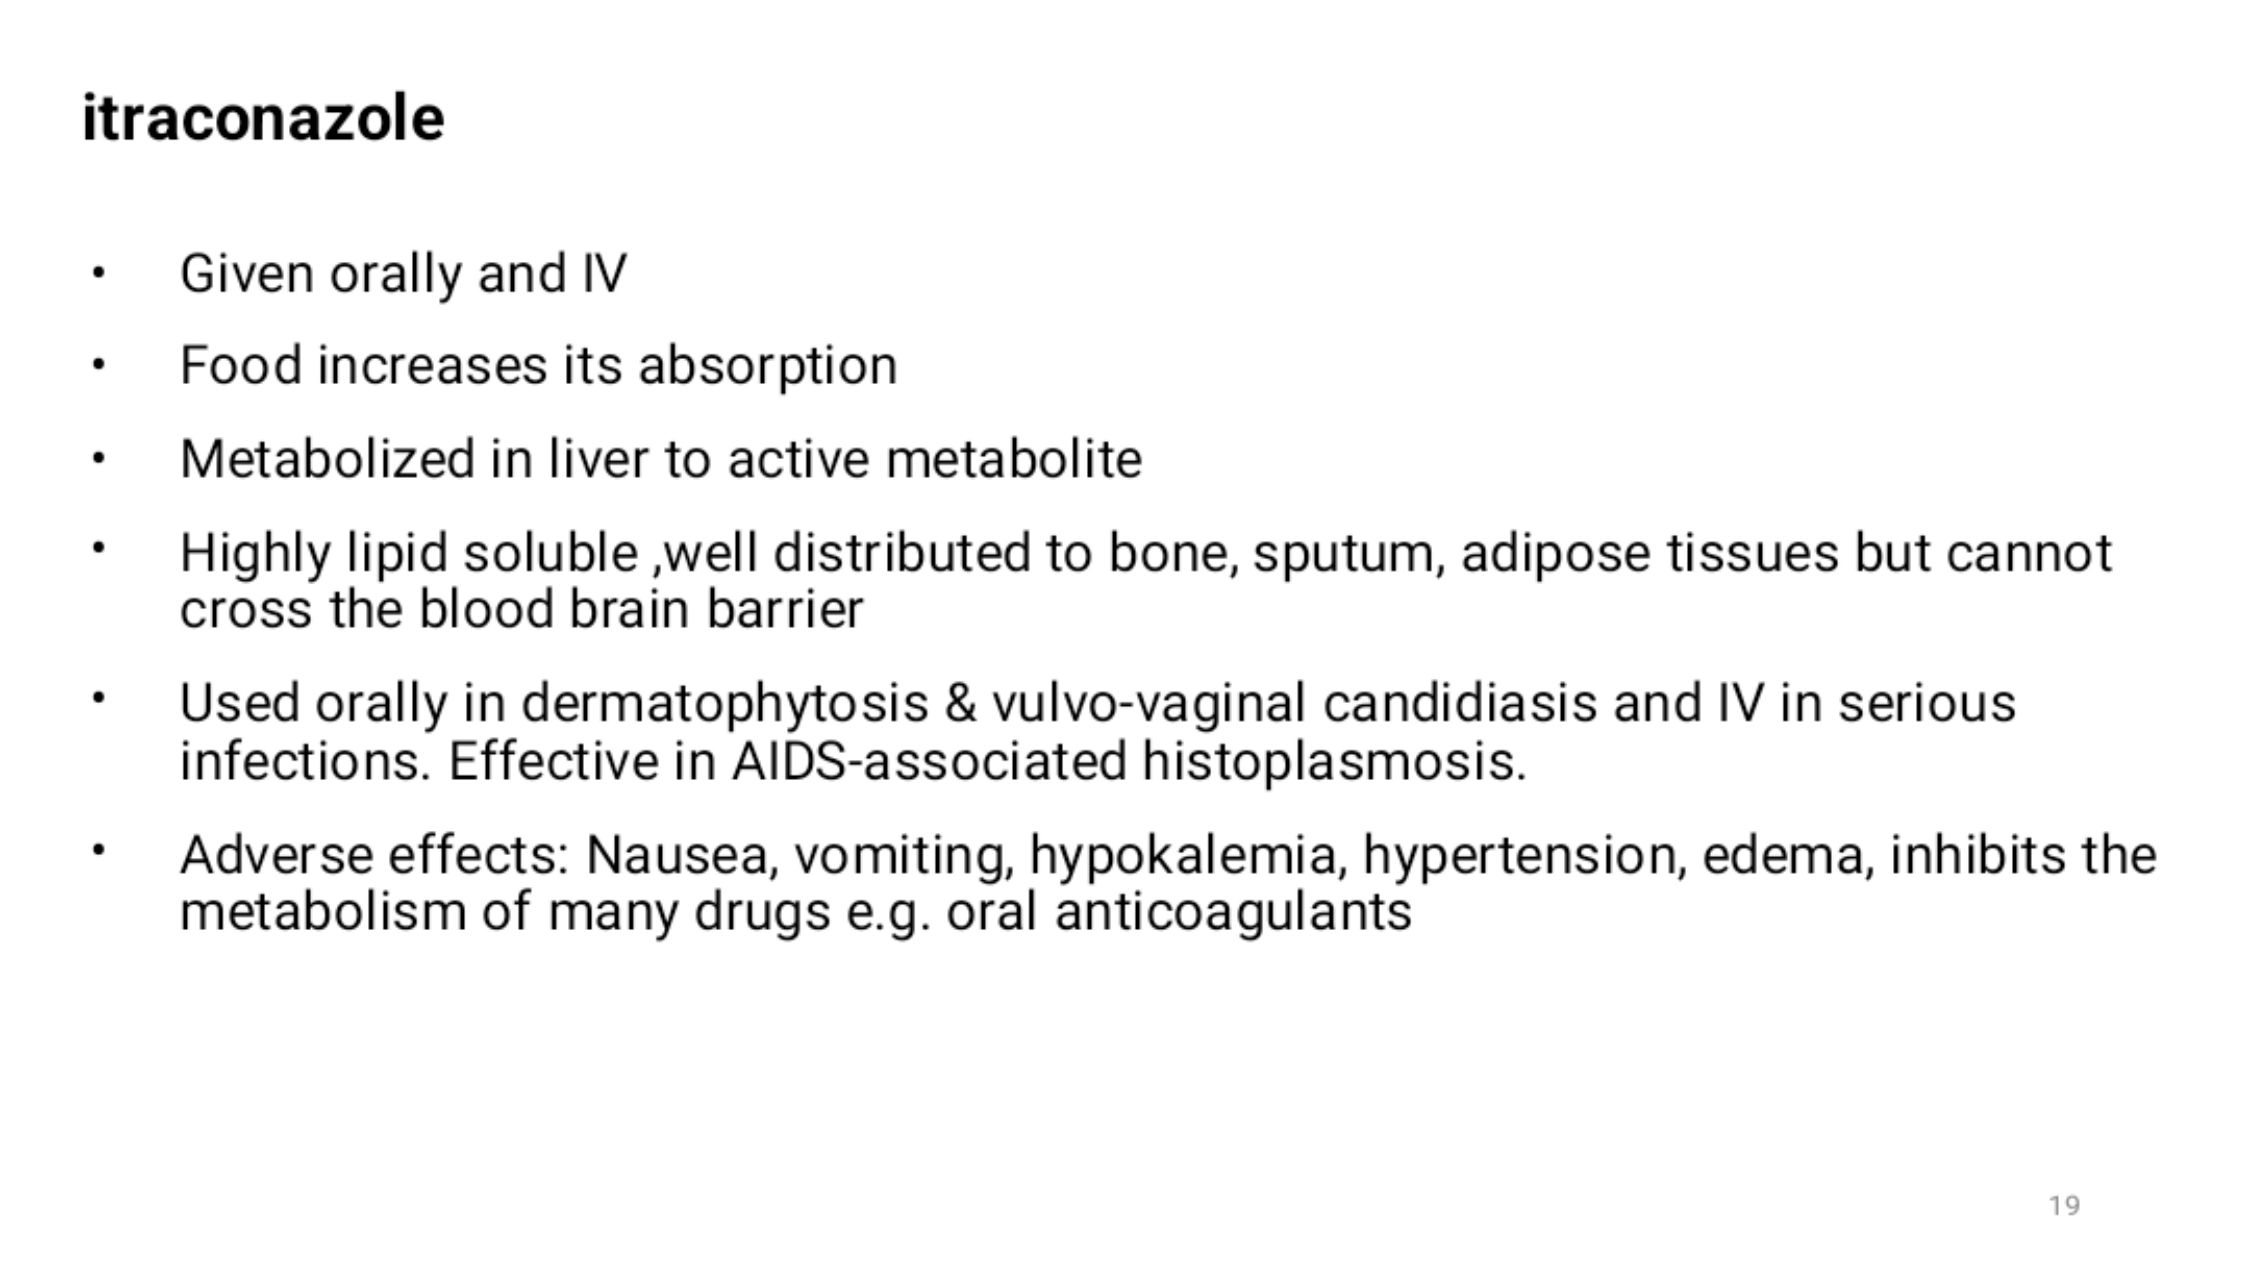 itraconazole
• Given orally and IV
• Food increases its absorption
• Metabolized in liver to active metabolite
• Highly lipid soluble ,well distributed to bone, sputum, adipose tissues but cannot
cross the blood brain barrier
• Used orally in dermatophytosis & vulvo-vaginal candidiasis and IV in serious
infections. Effective in AIDS-associated histoplasmosis.
• Adverse effects: Nausea, vomiting, hypokalemia, hypertension, edema, inhibits the
metabolism of many drugs e.g. oral anticoagulants
19